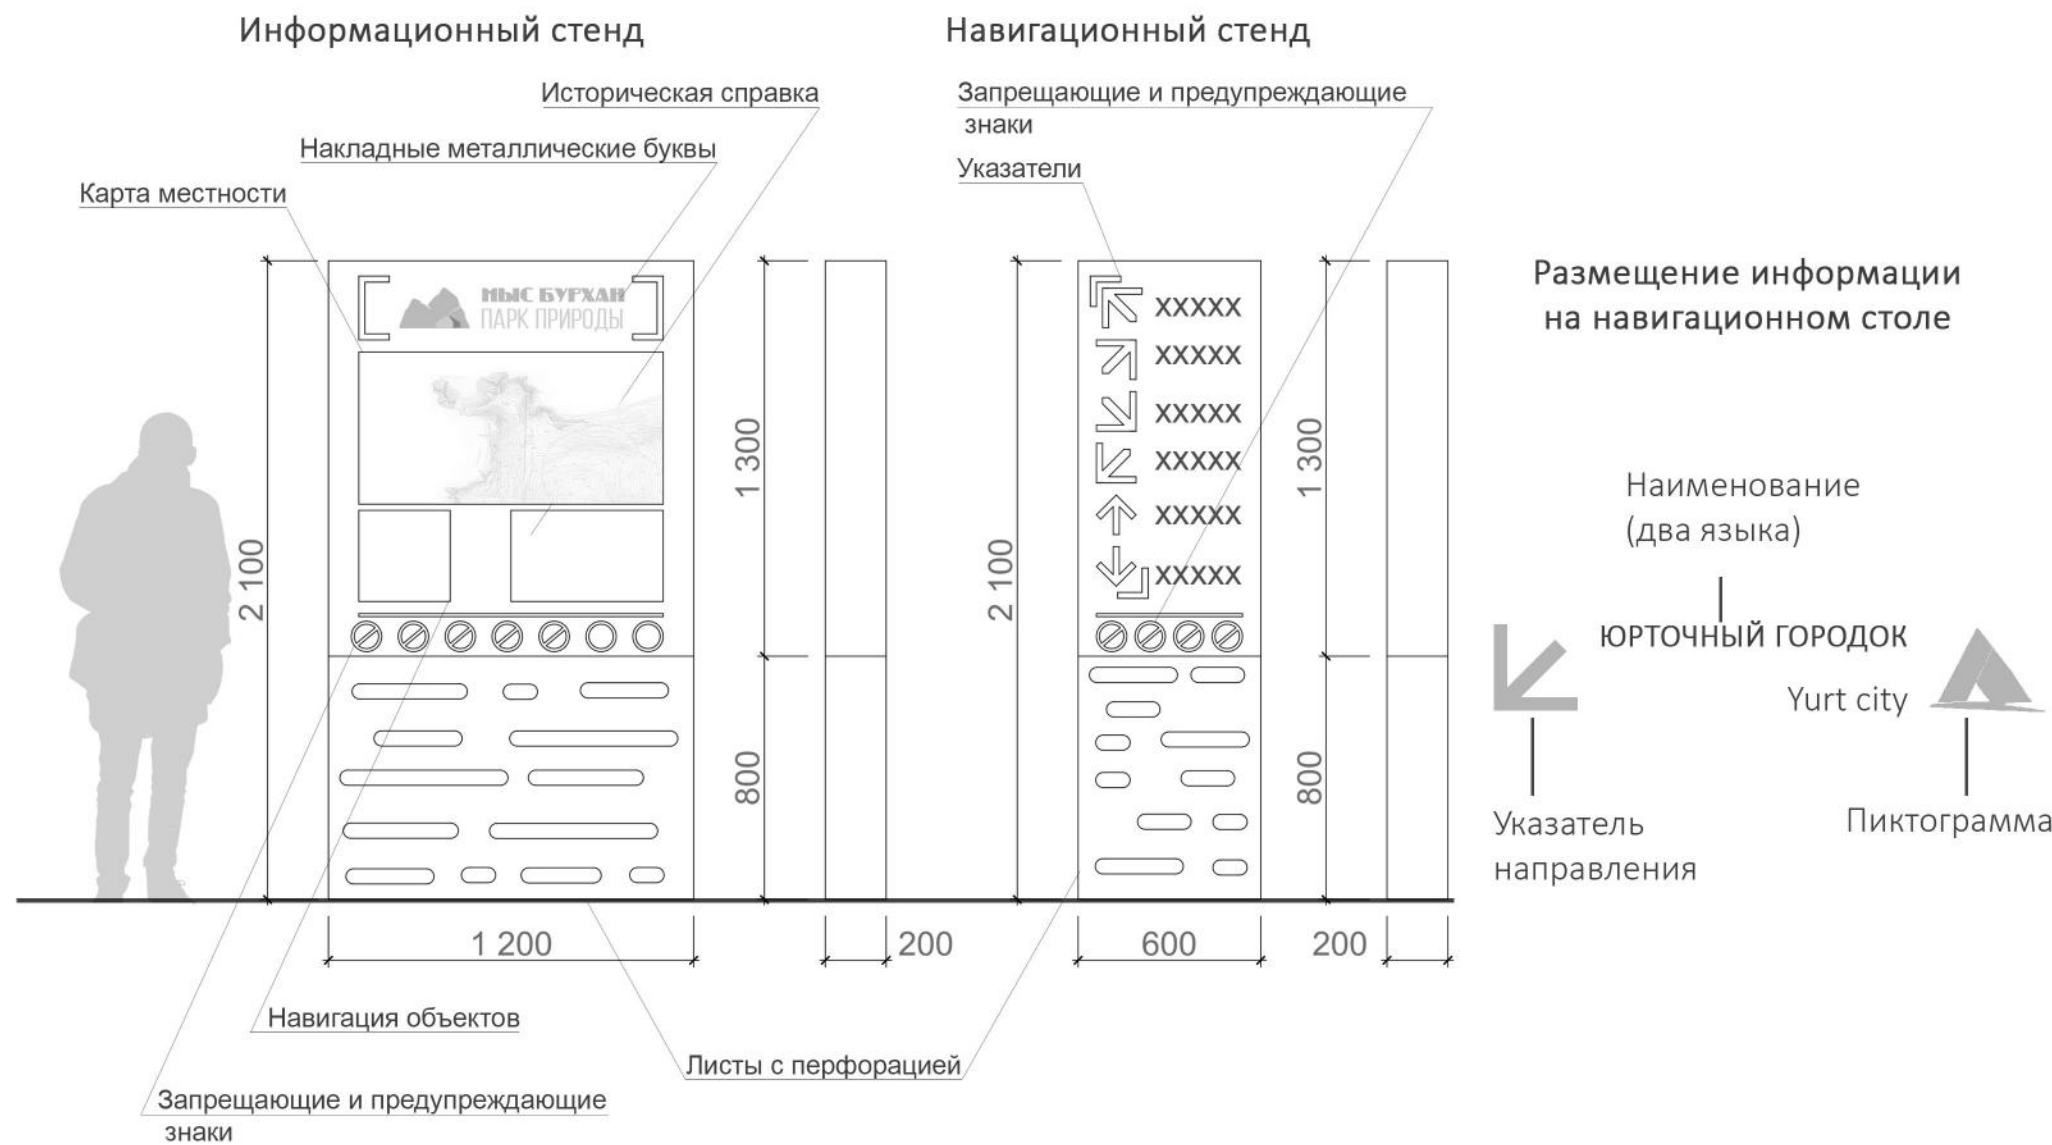 Информационный стенд
Навигационный стенд
Историческая справка
Накладные металлические буквы
Карта местности
Запрещающие и предупреждающие
знаки
Указатели
Размещение информации
на навигационном столе
МЫС БУРХАН
ПАРК ПРИРОДЫ
XXXXX
XXXXX
XXXXX
XXXXX
XXXXX
XXXXX
2 100
1 300
800
2 100
1 300
800
Наименование
(два языка)
ЮРТОЧНЫЙ ГОРОДОК
Yurt city
Указатель
направления
Пиктограмма
1 200
200
600
200
Навигация объектов
Листы с перфорацией
Запрещающие и предупреждающие
знаки